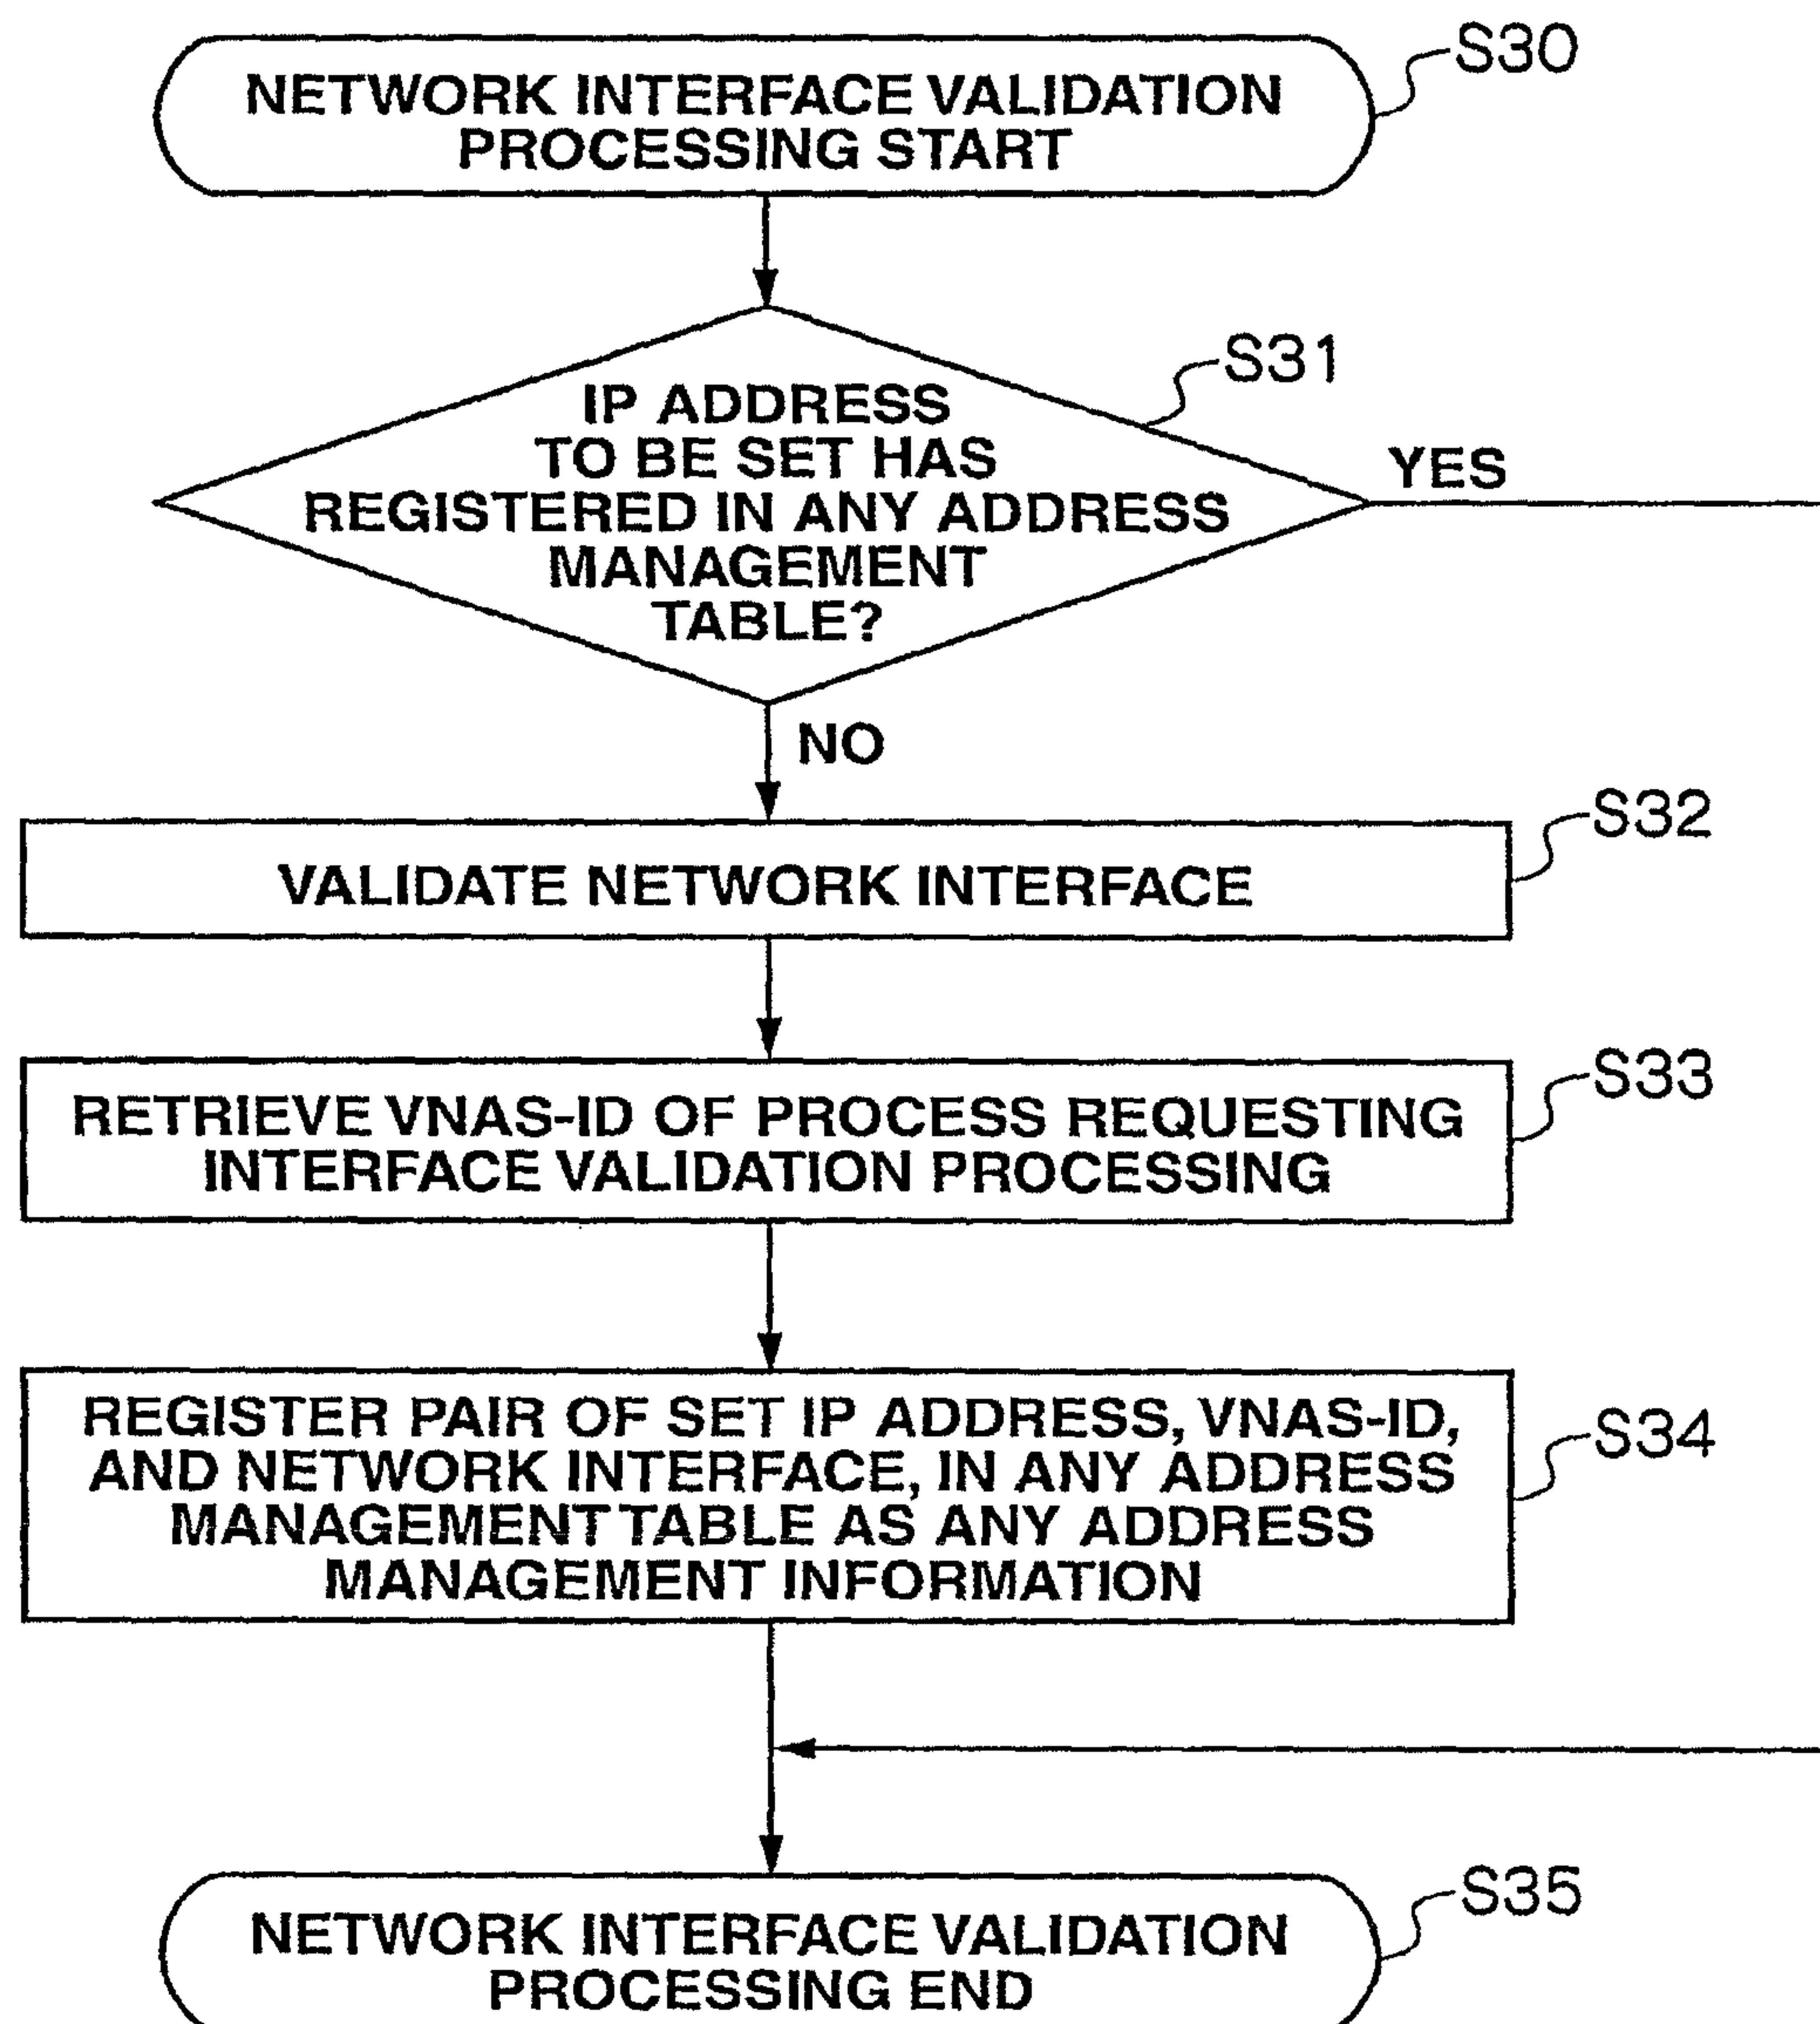 NETWORK INTERFACE VALIDATION
PROCESSING START
S30
IP ADDRESS
TO BE SET HAS
REGISTERED IN ANY ADDRESS
MANAGEMENT
TABLE?
S31
YES
NO
VALIDATE NETWORK INTERFACE
S32
RETRIEVE VNAS-ID OF PROCESS REQUESTING
INTERFACE VALIDATION PROCESSING
S33
REGISTER PAIR OF SET IP ADDRESS, VNAS-ID,
AND NETWORK INTERFACE, IN ANY ADDRESS
MANAGEMENT TABLE AS ANY ADDRESS
MANAGEMENT INFORMATION
S34
NETWORK INTERFACE VALIDATION
PROCESSING END
S35